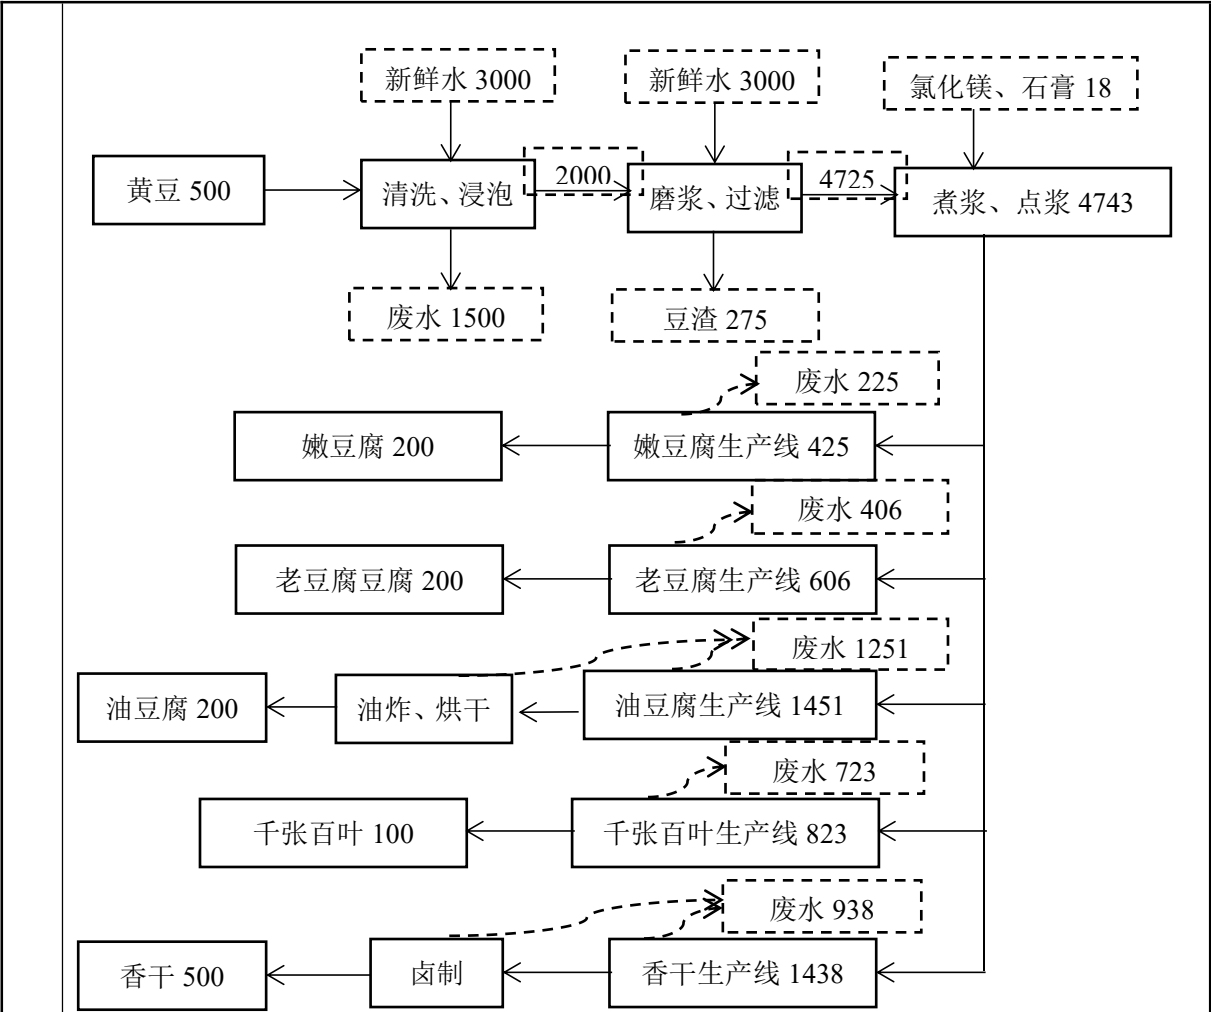 新鲜水 3000
新鲜水 3000
氯化镁、石膏 18
黄豆 500
清洗、浸泡
2000
磨浆、过滤
4725
煮浆、点浆 4743
废水 1500
豆渣 275
废水 225
嫩豆腐 200
嫩豆腐生产线 425
废水 406
老豆腐豆腐 200
老豆腐生产线 606
废水 1251
油豆腐 200
油炸、烘干
油豆腐生产线 1451
废水 723
千张百叶 100
千张百叶生产线 823
废水 938
香干 500
卤制
香干生产线 1438